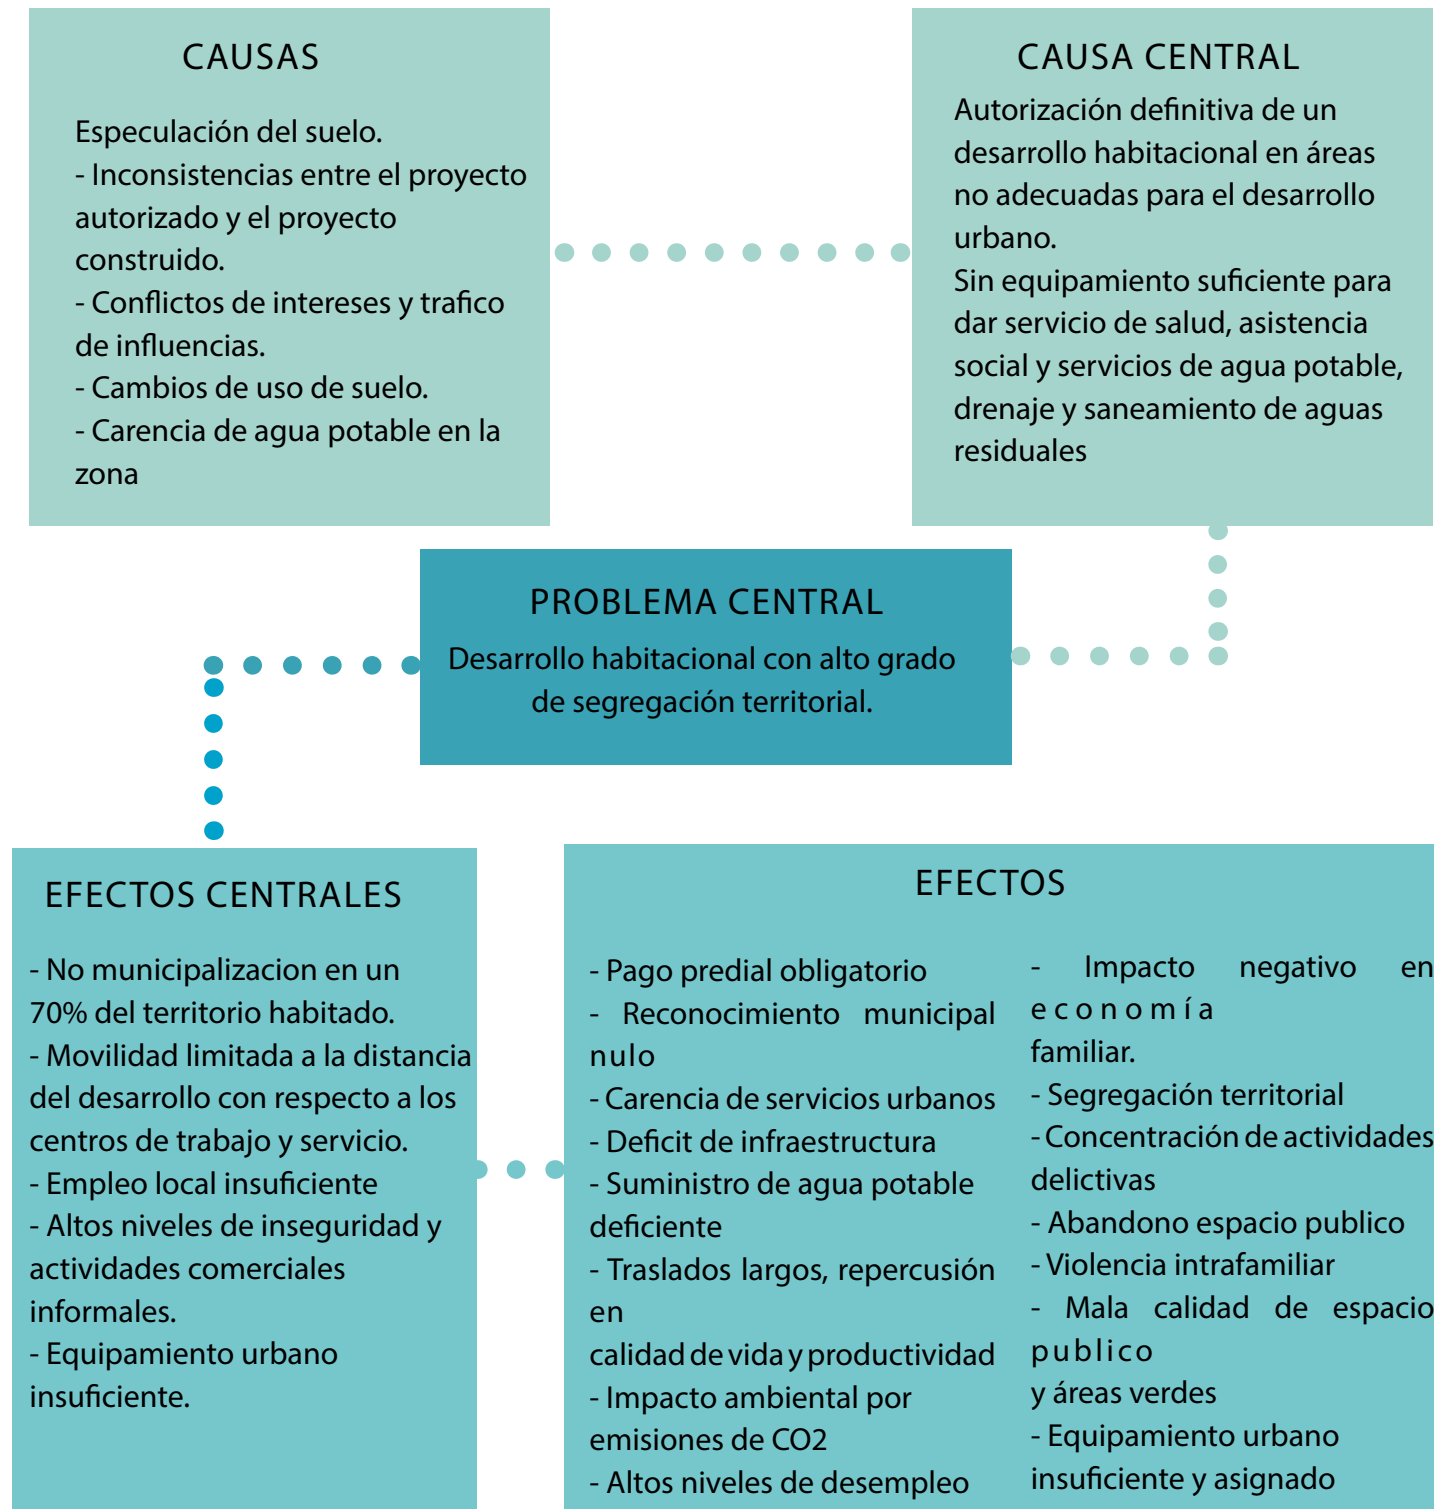 CAUSAS
Especulación del suelo.
- Inconsistencias entre el proyecto
autorizado y el proyecto
construido.
- Conflictos de intereses y trafico
de influencias.
- Cambios de uso de suelo.
- Carencia de agua potable en la
zona
CAUSA CENTRAL
Autorización definitiva de un
desarrollo habitacional en áreas
no adecuadas para el desarrollo
urbano.
Sin equipamiento suficiente para
dar servicio de salud, asistencia
social y servicios de agua potable,
drenaje y saneamiento de aguas
residuales
PROBLEMA CENTRAL
Desarrollo habitacional con alto grado
de segregación territorial.
EFECTOS CENTRALES
- No municipalizacion en un
70% del territorio habitado.
- Movilidad limitada a la distancia
del desarrollo con respecto a los
centros de trabajo y servicio.
- Empleo local insuficiente
- Altos niveles de inseguridad y
actividades comerciales
informales.
- Equipamiento urbano
insuficiente.
EFECTOS
- Pago predial obligatorio
- Reconocimiento municipal
nulo
- Carencia de servicios urbanos
- Deficit de infraestructura
- Suministro de agua potable
deficiente
- Traslados largos, repercusión
en
calidad de vida y productividad
- Impacto ambiental por
emisiones de CO2
- Altos niveles de desempleo
- Impacto negativo en
economía
familiar.
- Segregación territorial
- Concentración de actividades
delictivas
- Abandono espacio publico
- Violencia intrafamiliar
- Mala calidad de espacio
publico
y áreas verdes
- Equipamiento urbano
insuficiente y asignado